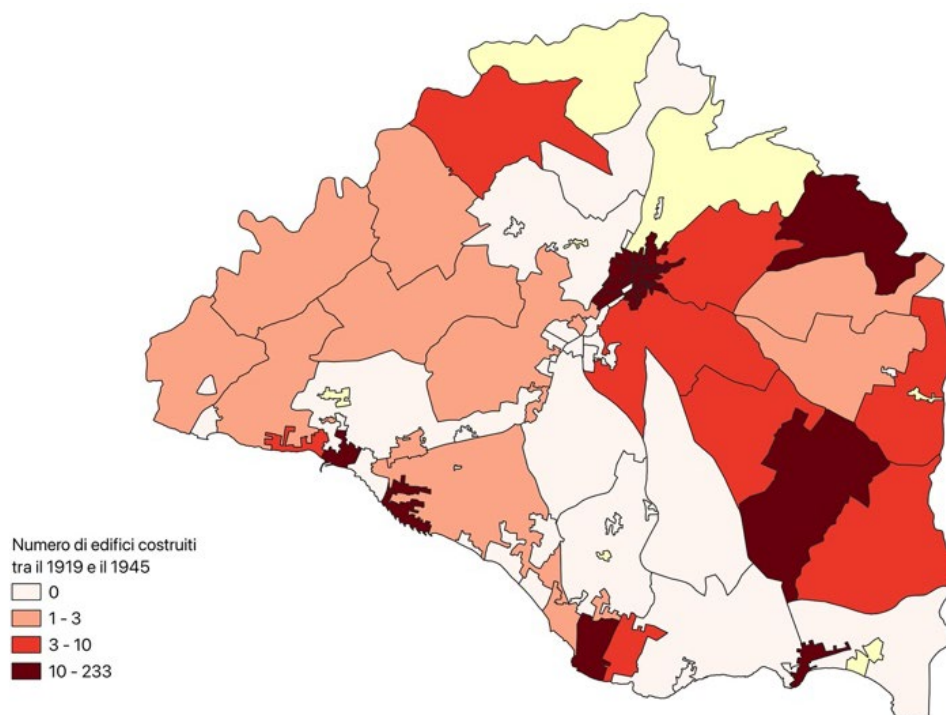 Numero di edifici costruiti
tra il 1919 e il 1945
0
1 - 3
3 - 10
10 - 233